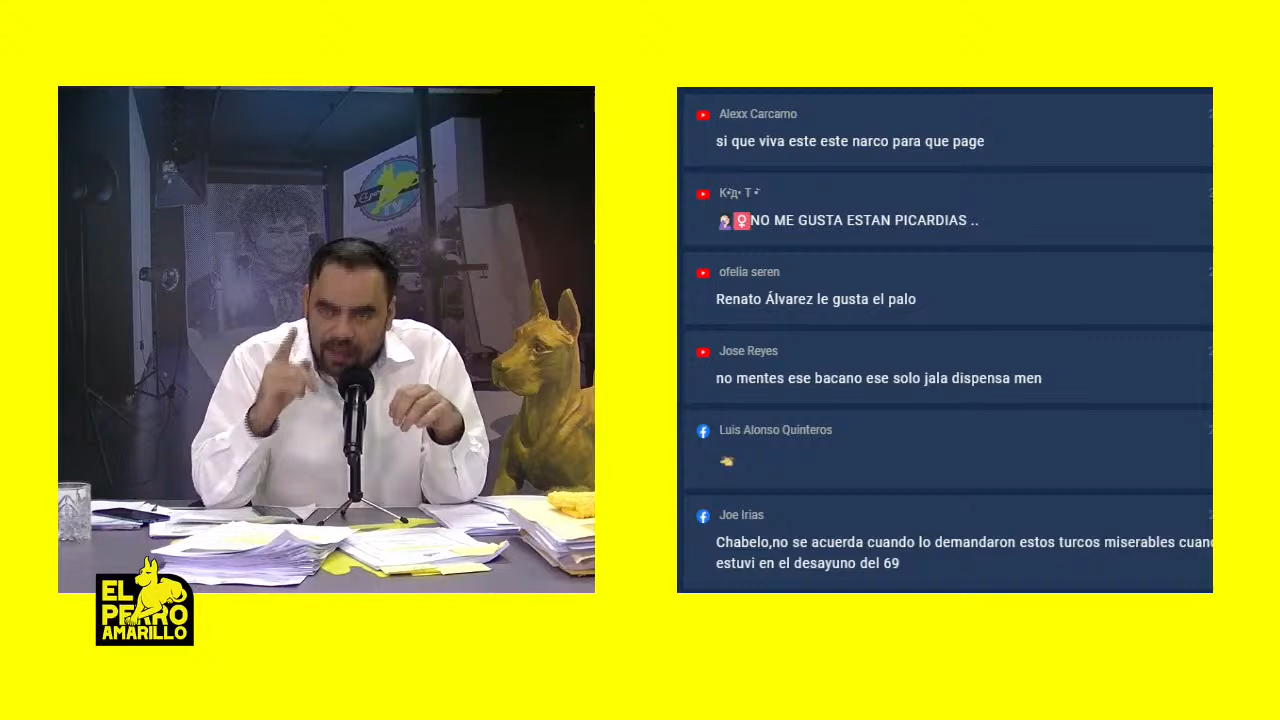 El perro
TV
EL
PERRO
AMARILLO
Alexx Carcamo
si que viva este este narco para que page
NO ME GUSTA ESTAN PICARDIAS ..
ofelia seren
Renato Álvarez le gusta el palo
Jose Reyes
no mentes ese bacano ese solo jala dispensa men
Luis Alonso Quinteros
Joe Irias
Chabelo,no se acuerda cuando lo demandaron estos turcos miserables
estuvi en el desayuno del 69